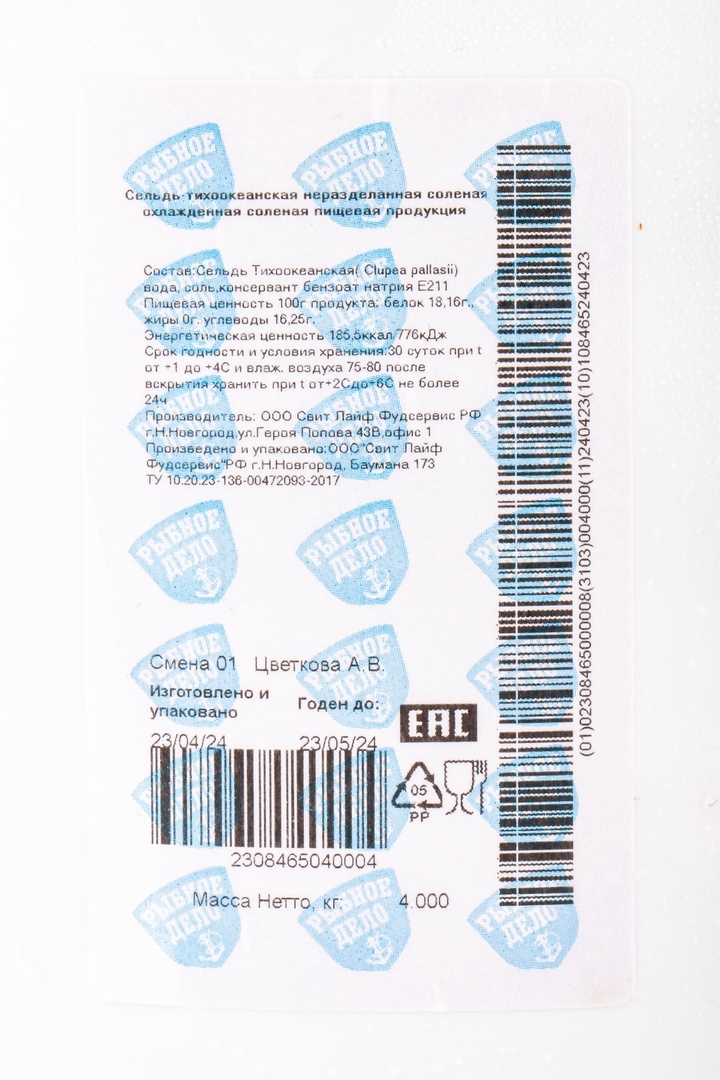 Сельдь тихоокванская неразделанная соленая
охлажденная соленая пищевая продукция
Состав:Сельдь Тихоокеанская( Clupea pallasii)
вода, соль,консервант бензоат натрия Е211
Пищевая ценность 100г продукта: белок 18,16г.,
жиры 0г. углеводы 16,25г,
Энергетическая ценность 185,5ккал/776кДж
Срок годности и условия хранения:30 суток при t
от +1 до +4С и влаж. воздуха 75-80 после
вскрытия хранить при t от+2Сдо+6С не более
24ч
Производитель: ООО Свит Лайф Фудсервис РФ
г.Н.Новгород,ул.Героя Попова 43В,офис 1
Произведено и упаковано:ООО"Свит Лайф
Фудсервис"РФ г.Н.Новгород, Баумана 173
ТУ 10.20.23-136-00472093-2017
РЫБНОЕ
ДЕЛО
Смена 01 Цветкова А.В.
Изготовлено и
упаковано
Годен до:
23/04/24 23/05/24
EAC
05
PP
2308465040004
Масса Нетто, кг: 4.000
(01)02308465000008(3103)004000(11)240423(10)108465240423